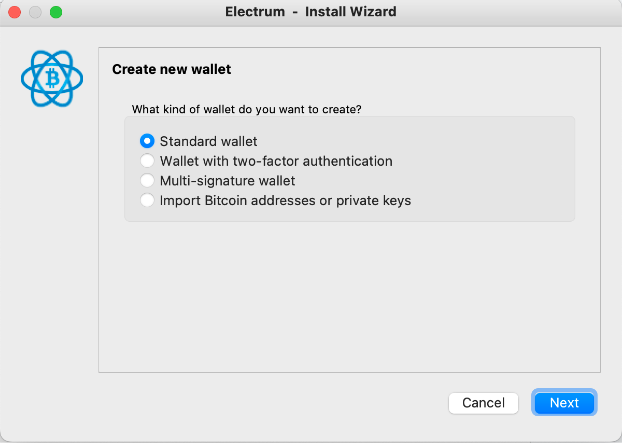 Electrum - Install Wizard
Create new wallet
What kind of wallet do you want to create?
Standard wallet
Wallet with two-factor authentication
Multi-signature wallet
Import Bitcoin addresses or private keys
Cancel
Next